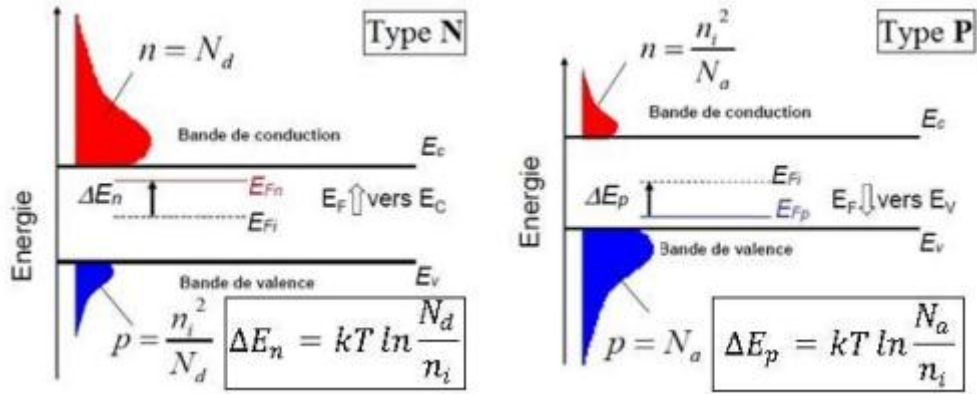 Type N
n = N_d
Bande de conduction
E_c
ΔE_n
E_Fn
E_Fi
E_F ⇧ vers E_C
Energie
E_v
Bande de valence
p = n_i^2 / N_d
ΔE_n = kT ln N_d / n_i
Type P
n = n_i^2 / N_a
Bande de conduction
E_c
E_Fi
ΔE_p
E_F ⇩ vers E_V
E_Fp
Energie
E_v
Bande de valence
p = N_a
ΔE_p = kT ln N_a / n_i